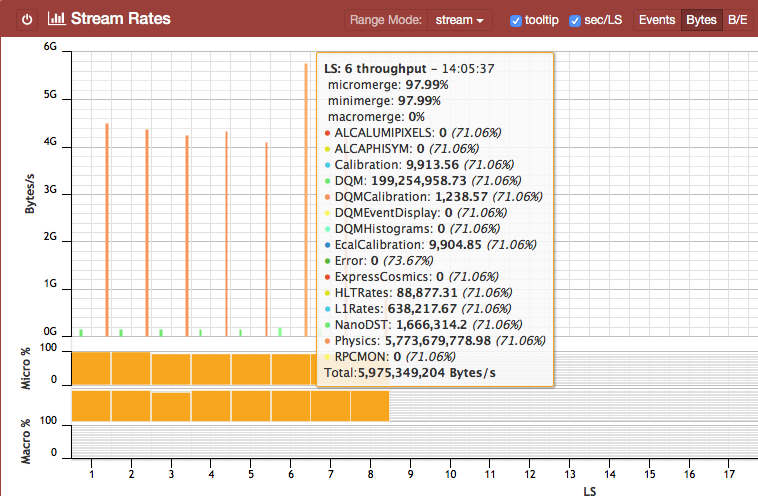 Stream Rates
Range Mode: stream
tooltip
sec/LS
Events Bytes B/E
6G
5G
4G
3G
2G
1G
0G
Bytes/s
LS: 6 throughput – 14:05:37
micromerge: 97.99%
minimerge: 97.99%
macromerge: 0%
ALCALUMIPIXELS: 0 (71.06%)
ALCAPHISYM: 0 (71.06%)
Calibration: 9,913.56 (71.06%)
DQM: 199,254,958.73 (71.06%)
DQMCalibration: 1,238.57 (71.06%)
DQMEventDisplay: 0 (71.06%)
DQMHistograms: 0 (71.06%)
EcalCalibration: 9,904.85 (71.06%)
Error: 0 (73.67%)
ExpressCosmics: 0 (71.06%)
HLTRates: 88,877.31 (71.06%)
L1Rates: 638,217.67 (71.06%)
NanoDST: 1,666,314.2 (71.06%)
Physics: 5,773,679,778.98 (71.06%)
RPCMON: 0 (71.06%)
Total:5,975,349,204 Bytes/s
100
0
Micro %
100
0
Macro %
1 2 3 4 5 6 7 8 9 10 11 12 13 14 15 16 17
LS